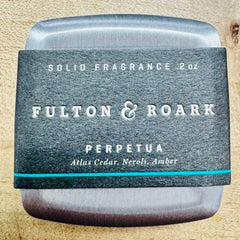 SOLID FRAGRANCE .2 oz
FULTON & ROARK
PERPETUA
Atlas Cedar, Neroli, Amber